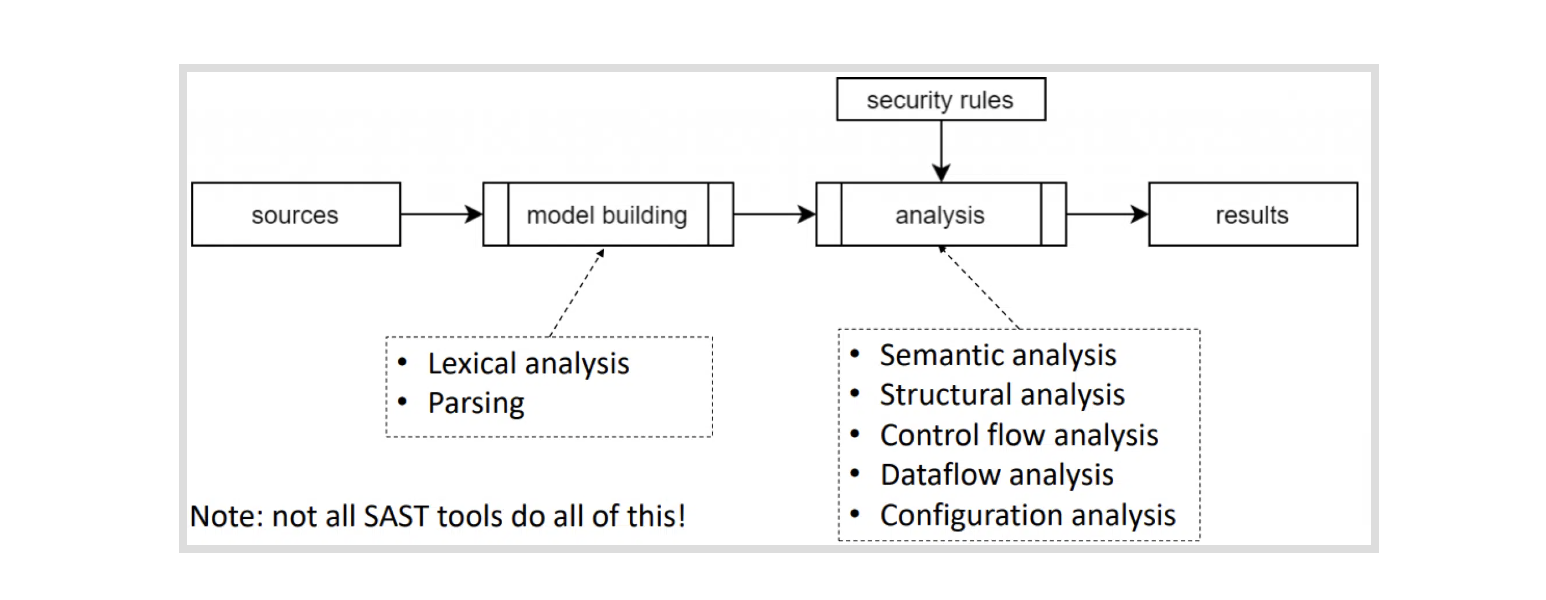 security rules
sources
model building
analysis
results
• Lexical analysis
• Parsing
• Semantic analysis
• Structural analysis
• Control flow analysis
• Dataflow analysis
• Configuration analysis
Note: not all SAST tools do all of this!